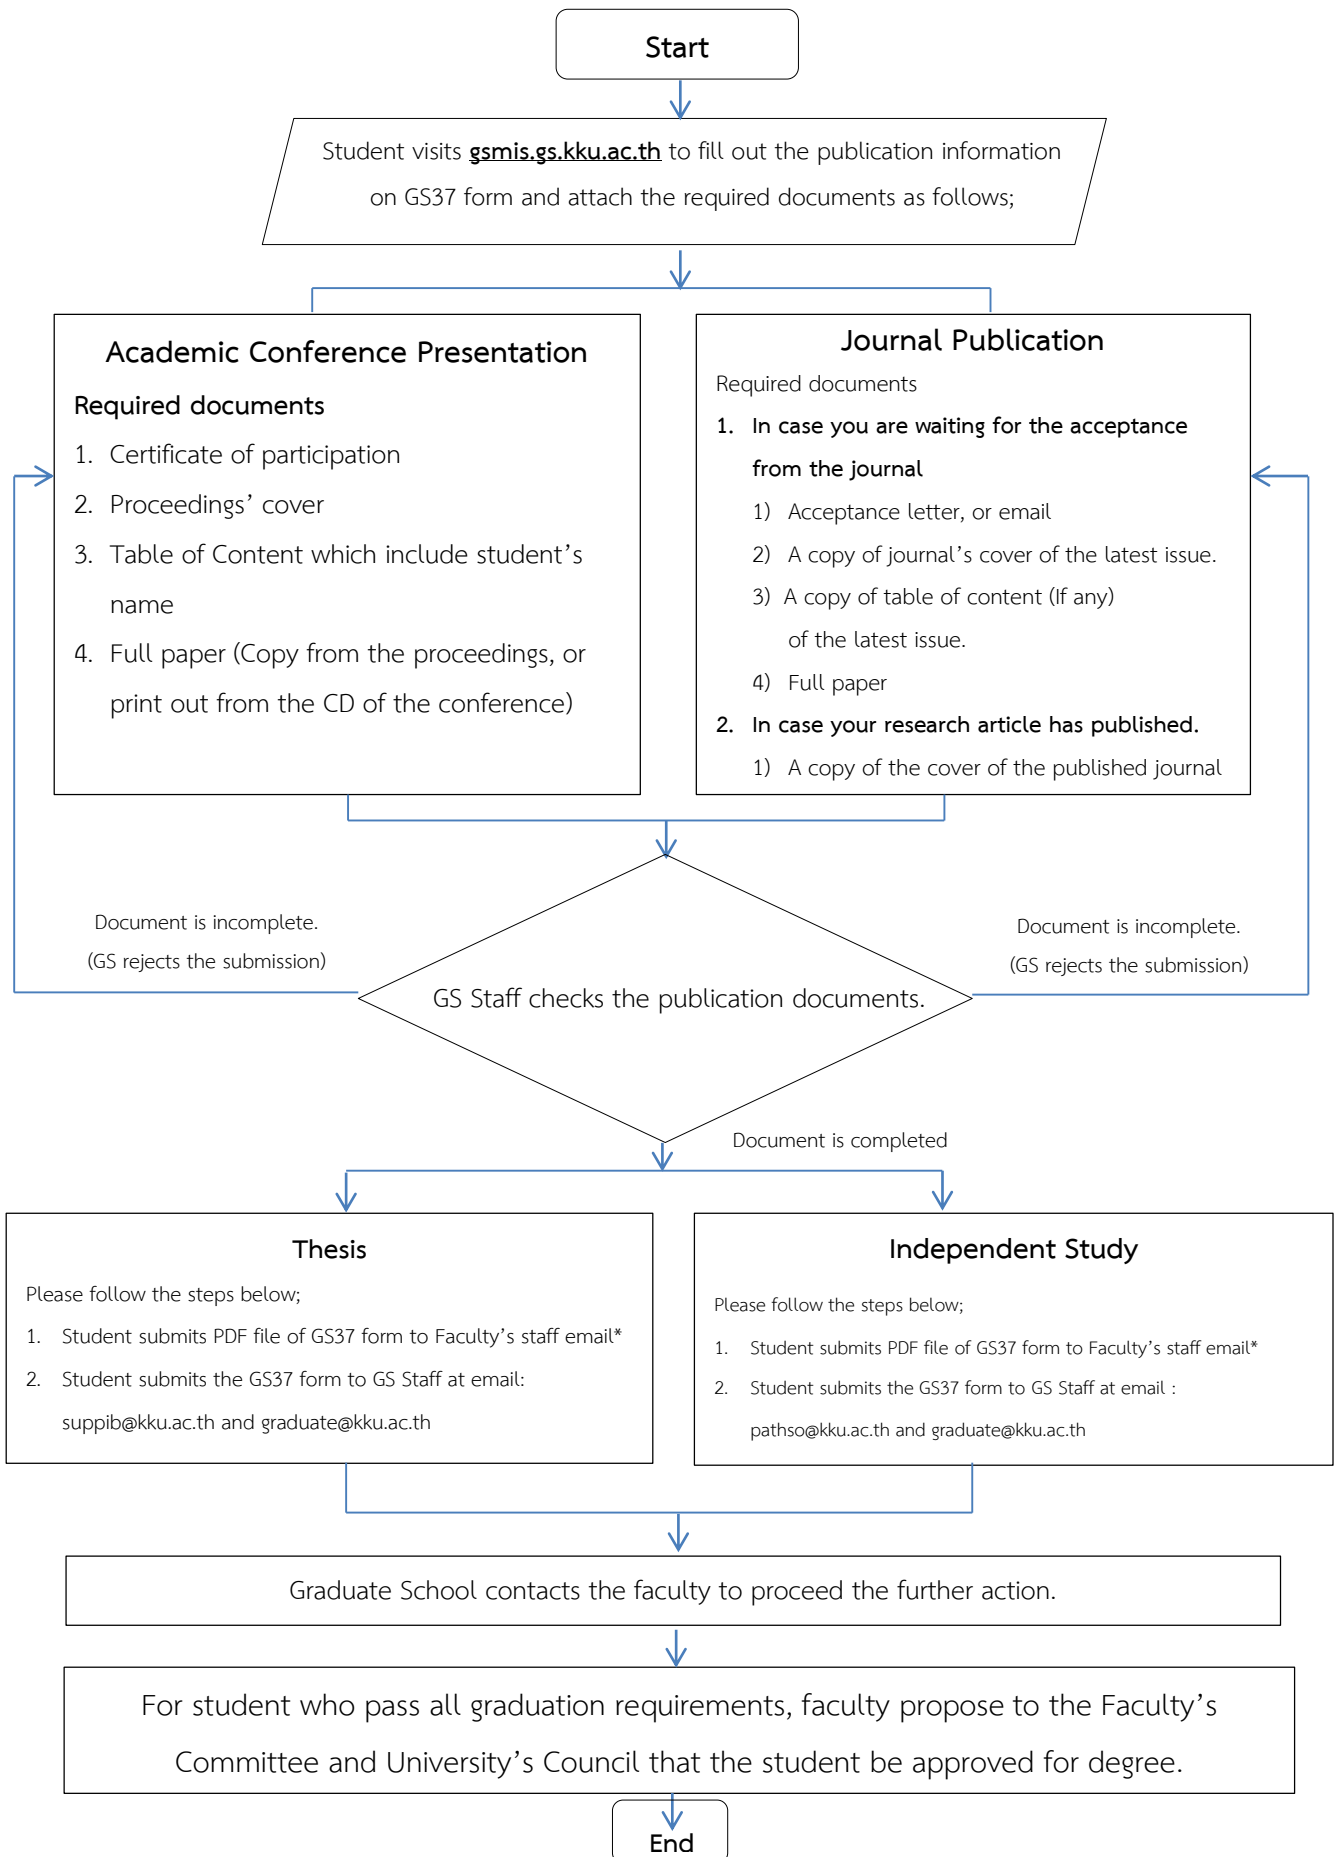 Start
Student visits gsmis.gs.kku.ac.th to fill out the publication information
on GS37 form and attach the required documents as follows;
Academic Conference Presentation
Required documents
1. Certificate of participation
2. Proceedings’ cover
3. Table of Content which include student’s
name
4. Full paper (Copy from the proceedings, or
print out from the CD of the conference)
Journal Publication
Required documents
1. In case you are waiting for the acceptance
from the journal
1) Acceptance letter, or email
2) A copy of journal’s cover of the latest issue.
3) A copy of table of content (If any)
of the latest issue.
4) Full paper
2. In case your research article has published.
1) A copy of the cover of the published journal
Document is incomplete.
(GS rejects the submission)
Document is incomplete.
(GS rejects the submission)
GS Staff checks the publication documents.
Document is completed
Thesis
Please follow the steps below;
1. Student submits PDF file of GS37 form to Faculty’s staff email*
2. Student submits the GS37 form to GS Staff at email:
suppib@kku.ac.th and graduate@kku.ac.th
Independent Study
Please follow the steps below;
1. Student submits PDF file of GS37 form to Faculty’s staff email*
2. Student submits the GS37 form to GS Staff at email :
pathso@kku.ac.th and graduate@kku.ac.th
Graduate School contacts the faculty to proceed the further action.
For student who pass all graduation requirements, faculty propose to the Faculty’s
Committee and University’s Council that the student be approved for degree.
End